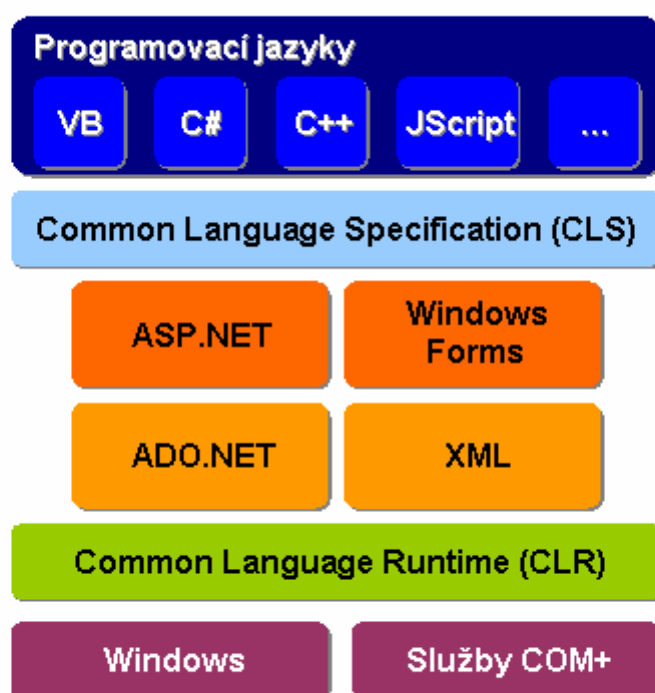 Programovací jazyky
VB C# C++ JScript ...
Common Language Specification (CLS)
ASP.NET
Windows
Forms
ADO.NET XML
Common Language Runtime (CLR)
Windows Služby COM+